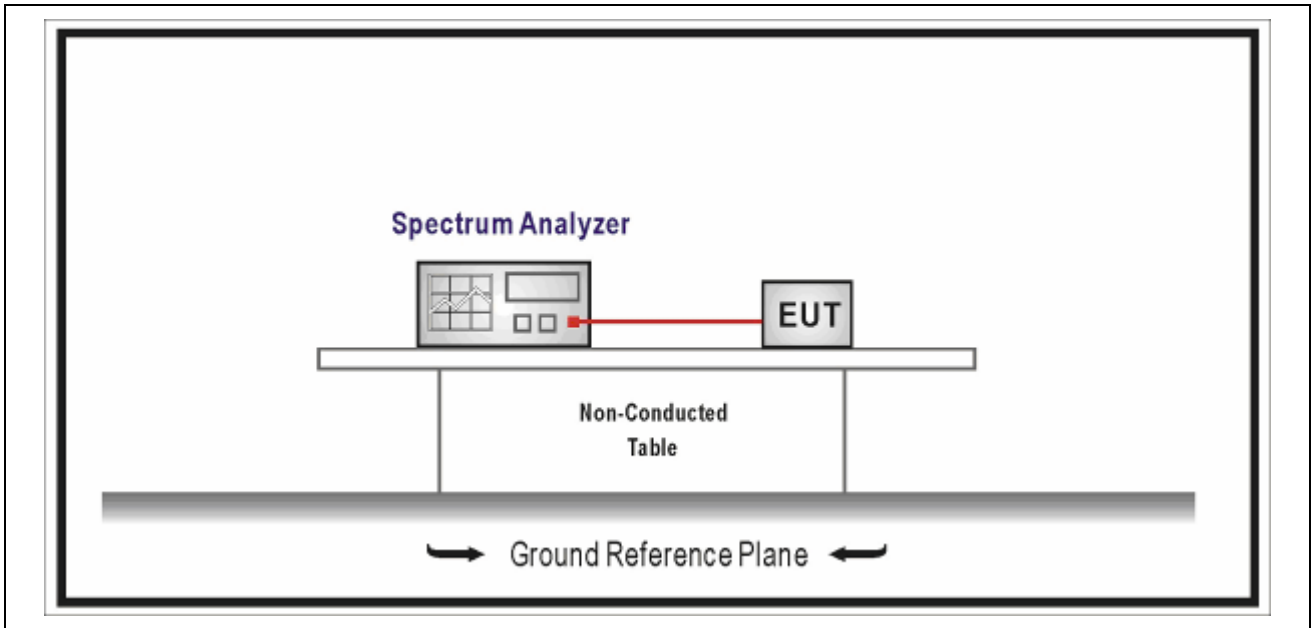 Spectrum Analyzer
EUT
Non-Conducted
Table
Ground Reference Plane